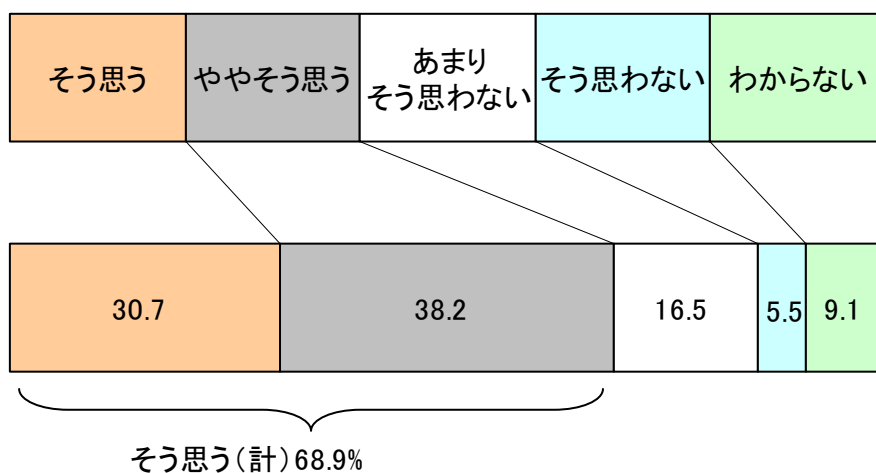 そう思う
ややそう思う
あまり
そう思わない
そう思わない
わからない
30.7
38.2
16.5
5.5
9.1
そう思う(計)68.9%